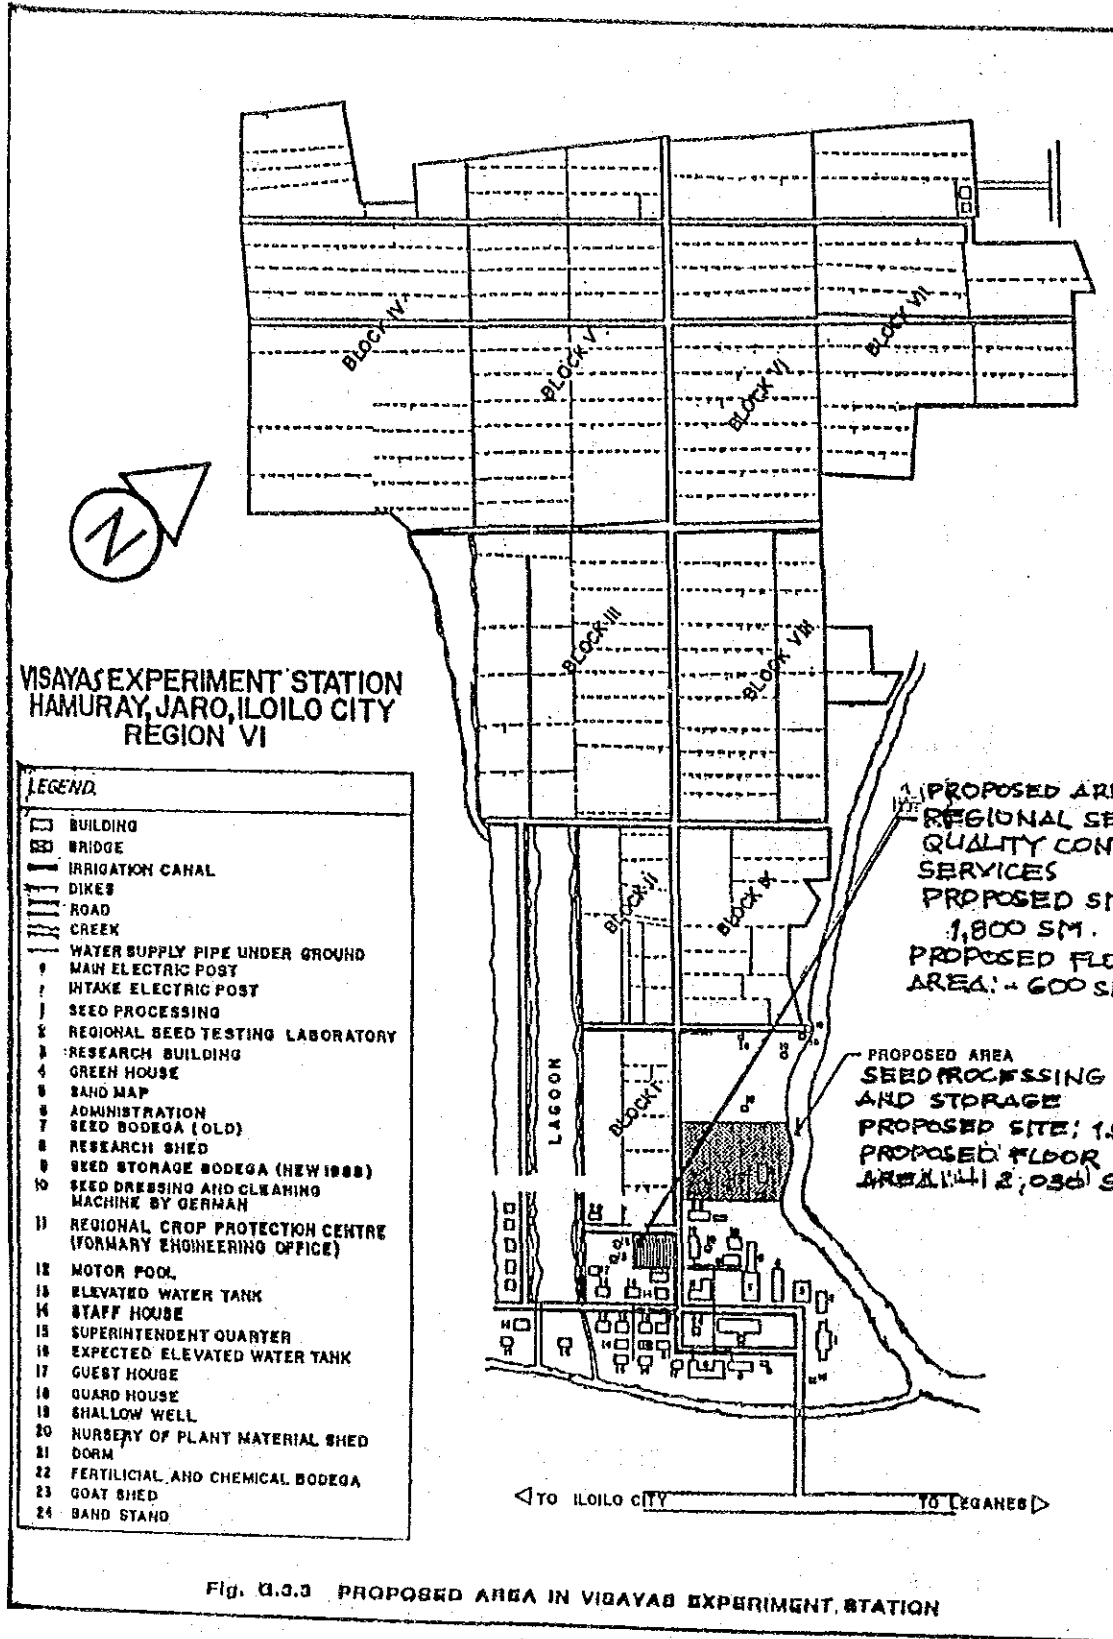 BLOCK IV
BLOCK V
BLOCK VI
BLOCK VII
N
BLOCK III
BLOCK VIII
VISAYAS EXPERIMENT STATION
HAMURAY, JARO, ILOILO CITY
REGION VI
LEGEND
BUILDING
BRIDGE
IRRIGATION CANAL
DIKES
ROAD
CREEK
WATER SUPPLY PIPE UNDER GROUND
MAIN ELECTRIC POST
INTAKE ELECTRIC POST
1 SEED PROCESSING
2 REGIONAL SEED TESTING LABORATORY
3 RESEARCH BUILDING
4 GREEN HOUSE
5 SAND MAP
6 ADMINISTRATION
7 SEED BODEGA (OLD)
8 RESEARCH SHED
9 SEED STORAGE BODEGA (NEW 1988)
10 SEED DRESSING AND CLEANING
MACHINE BY GERMAN
11 REGIONAL CROP PROTECTION CENTRE
(FORMARY ENGINEERING OFFICE)
12 MOTOR POOL
13 ELEVATED WATER TANK
14 STAFF HOUSE
15 SUPERINTENDENT QUARTER
16 EXPECTED ELEVATED WATER TANK
17 GUEST HOUSE
18 GUARD HOUSE
19 SHALLOW WELL
20 NURSERY OF PLANT MATERIAL SHED
21 DORM
22 FERTILICIAL AND CHEMICAL BODEGA
23 GOAT SHED
24 BAND STAND
PROPOSED ARE
REGIONAL SE
QUALITY CON
SERVICES
PROPOSED SI
1,800 SM.
PROPOSED FLO
AREA: 600 S
BLOCK II
BLOCK IX
LAGOON
BLOCK I
PROPOSED AREA
SEED PROCESSING
AND STORAGE
PROPOSED SITE:
PROPOSED FLOOR
AREA 2,030 S
TO ILOILO CITY
TO LEGANES
Fig. PROPOSED AREA IN VISAYAS EXPERIMENT STATION